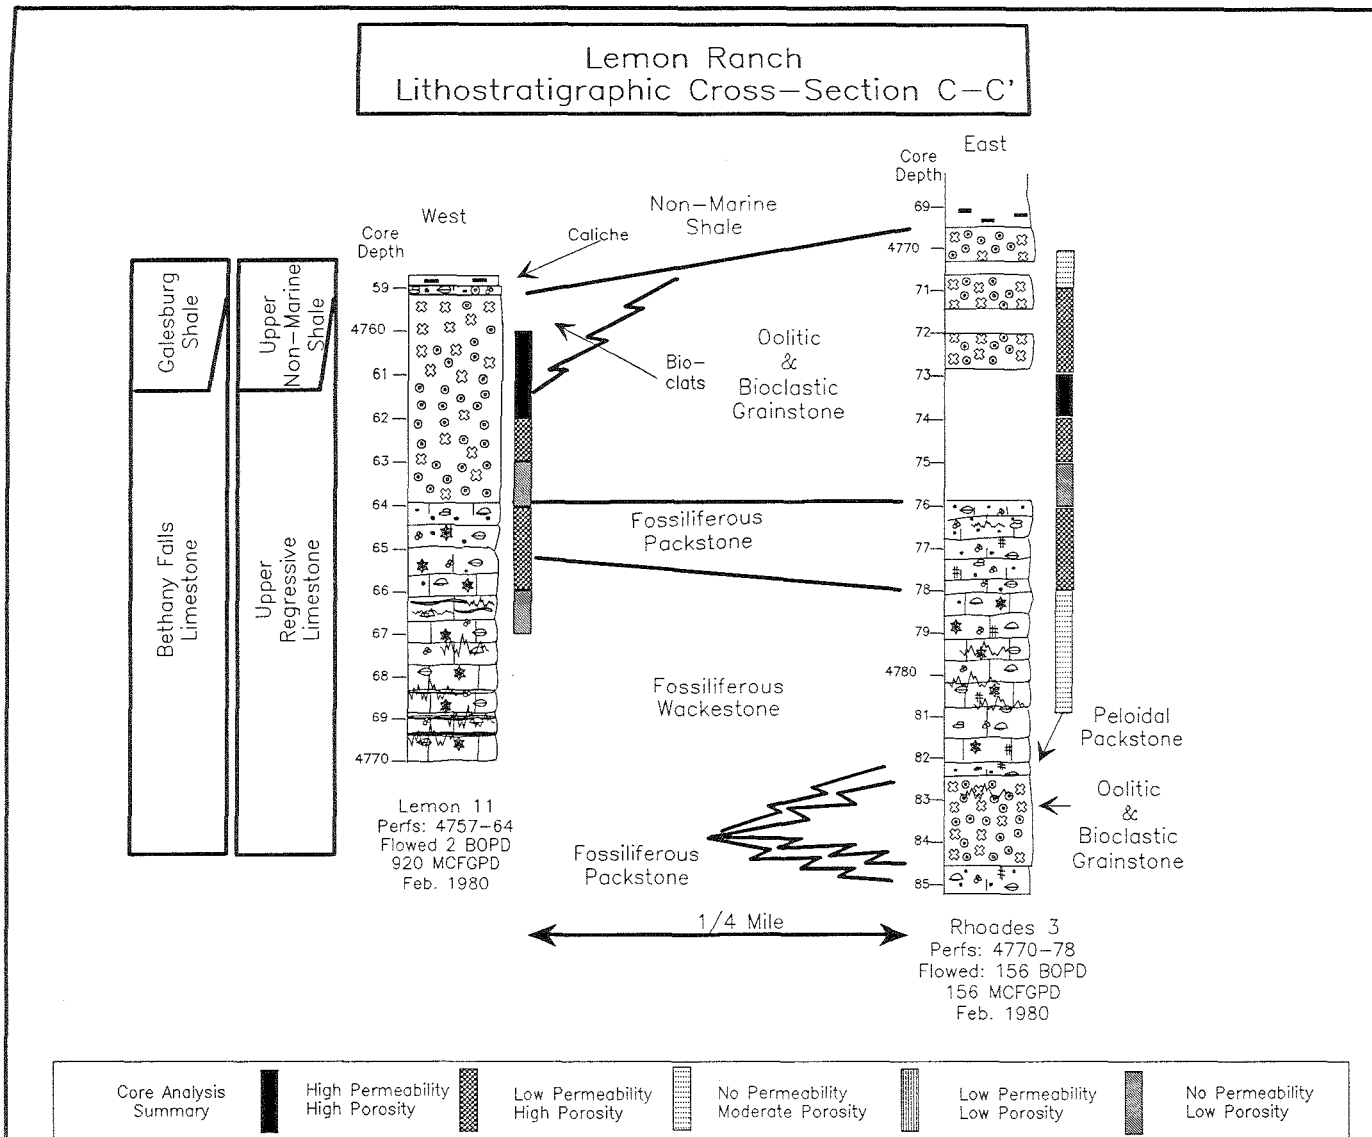 Lemon Ranch
Lithostratigraphic Cross-Section C-C'
West
Core
Depth
59
4760
61
62
63
64
65
66
67
68
69
4770
Lemon 11
Perfs: 4757-64
Flowed 2 BOPD
920 MCFGPD
Feb. 1980
Galesburg
Shale
Upper
Non-Marine
Shale
Bethany Falls
Limestone
Upper
Regressive
Limestone
Caliche
Non-Marine
Shale
Bio-
clats
Oolitic
&
Bioclastic
Grainstone
Fossiliferous
Packstone
Fossiliferous
Wackestone
Fossiliferous
Packstone
1/4 Mile
East
Core
Depth
69
4770
71
72
73
74
75
76
77
78
79
4780
81
82
83
84
85
Peloidal
Packstone
Oolitic
&
Bioclastic
Grainstone
Rhoades 3
Perfs: 4770-78
Flowed: 156 BOPD
156 MCFGPD
Feb. 1980
Core Analysis
Summary
High Permeability
High Porosity
Low Permeability
High Porosity
No Permeability
Moderate Porosity
Low Permeability
Low Porosity
No Permeability
Low Porosity